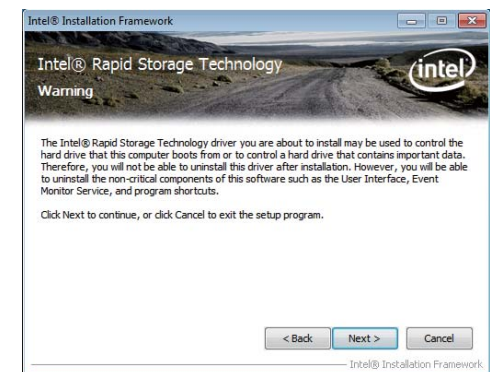 Intel® Installation Framework
Intel® Rapid Storage Technology
intel
Warning
The Intel® Rapid Storage Technology driver you are about to install may be used to control the
hard drive that this computer boots from or to control a hard drive that contains important data.
Therefore, you will not be able to uninstall this driver after installation. However, you will be able
to uninstall the non-critical components of this software such as the User Interface, Event
Monitor Service, and program shortcuts.
Click Next to continue, or click Cancel to exit the setup program.
< Back Next > Cancel
Intel® Installation Framework